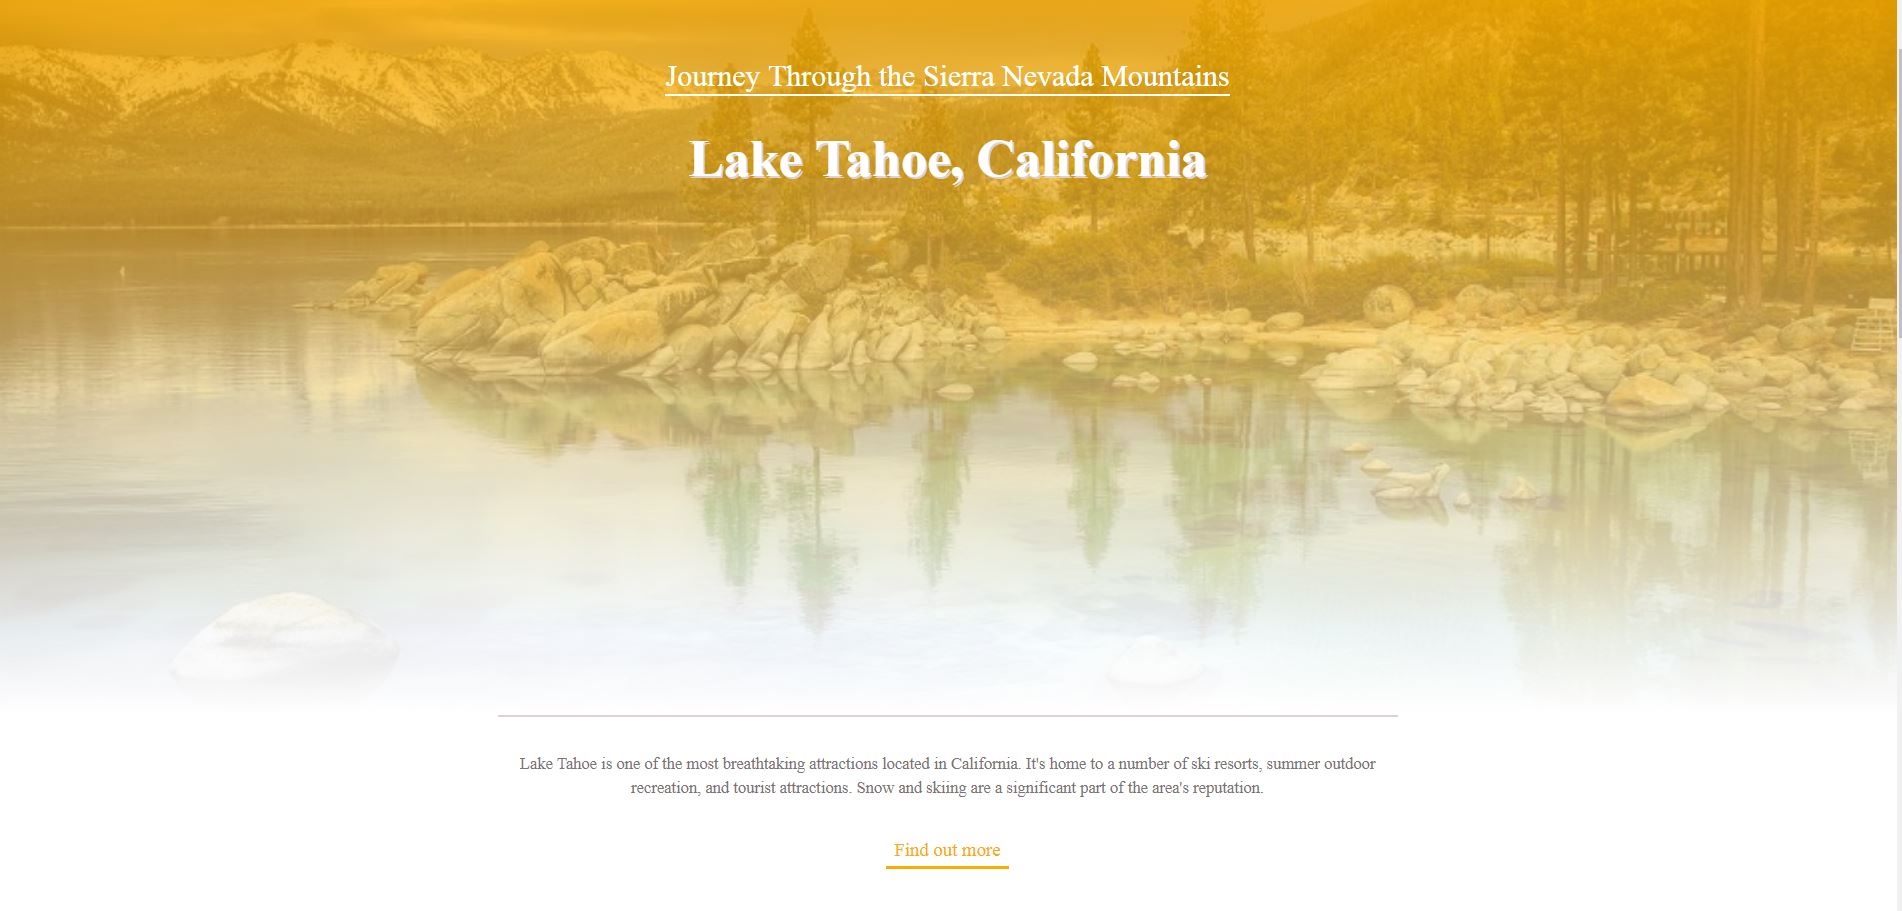 Journey Through the Sierra Nevada Mountains
Lake Tahoe, California
Lake Tahoe is one of the most breathtaking attractions located in California. It's home to a number of ski resorts, summer outdoor
recreation, and tourist attractions. Snow and skiing are a significant part of the area's reputation.
Find out more